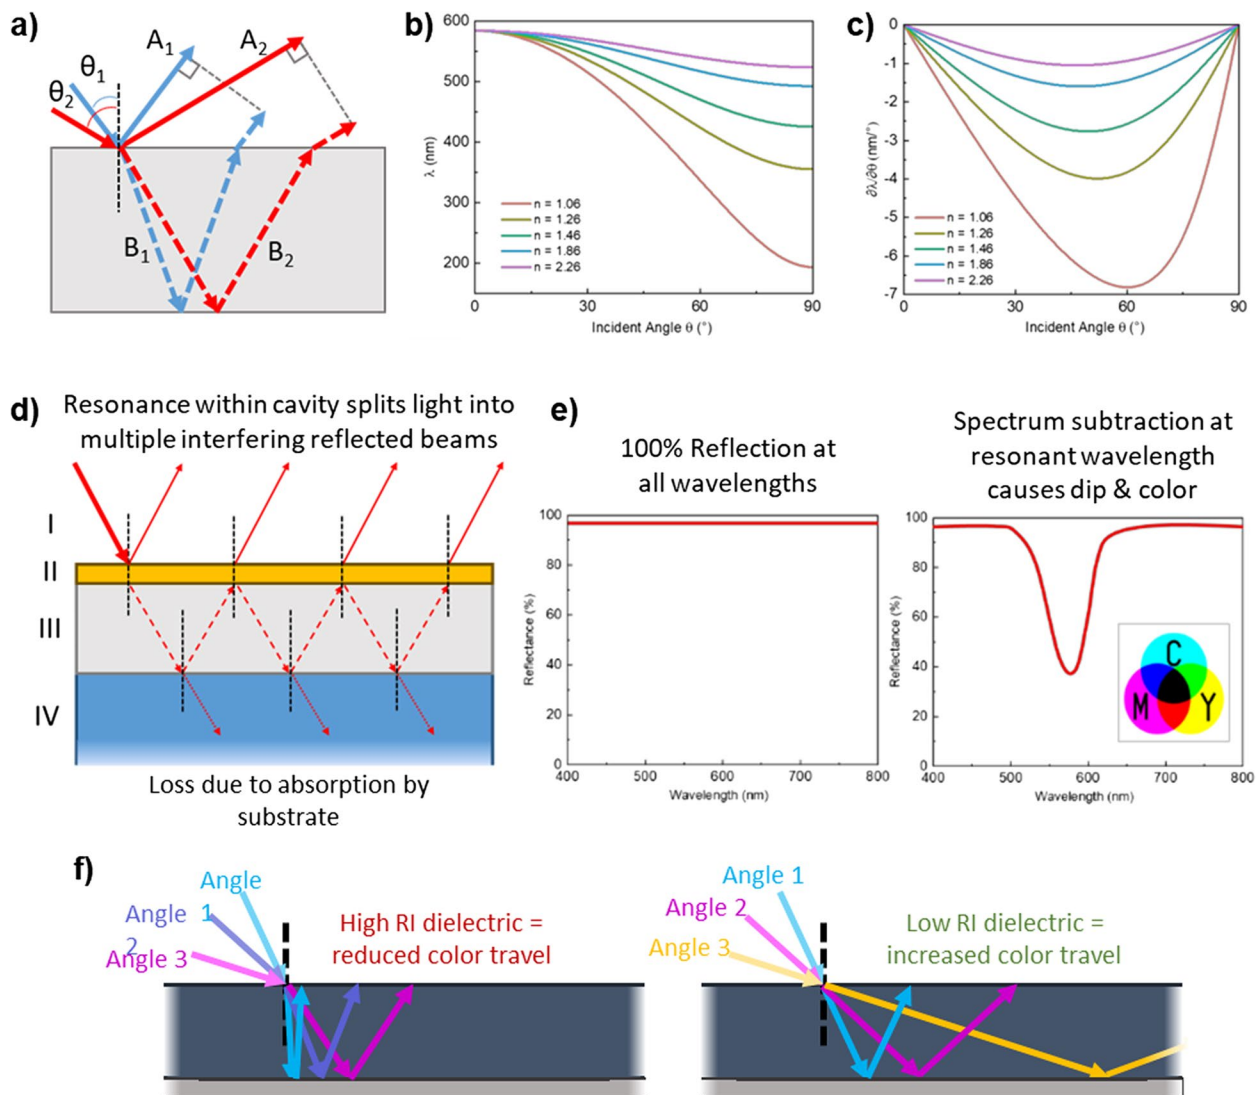 a)
θ1
θ2
A1
A2
B1
B2
b)
600
500
400
300
200
λ (nm)
n = 1.06
n = 1.26
n = 1.46
n = 1.86
n = 2.26
0
30
60
90
Incident Angle θ (°)
c)
0
-1
-2
-3
-4
-5
-6
-7
∂λ/∂θ (nm/°)
n = 1.06
n = 1.26
n = 1.46
n = 1.86
n = 2.26
0
30
60
90
Incident Angle θ (°)
d)
Resonance within cavity splits light into
multiple interfering reflected beams
I
II
III
IV
Loss due to absorption by
substrate
e)
100% Reflection at
all wavelengths
100
80
60
40
20
0
Reflectance (%)
400
500
600
700
800
Wavelength (nm)
Spectrum subtraction at
resonant wavelength
causes dip & color
100
80
60
40
20
0
Reflectance (%)
C
M
Y
400
500
600
700
800
Wavelength (nm)
f)
Angle
1
Angle
2
Angle 3
High RI dielectric =
reduced color travel
Angle 1
Angle 2
Angle 3
Low RI dielectric =
increased color travel